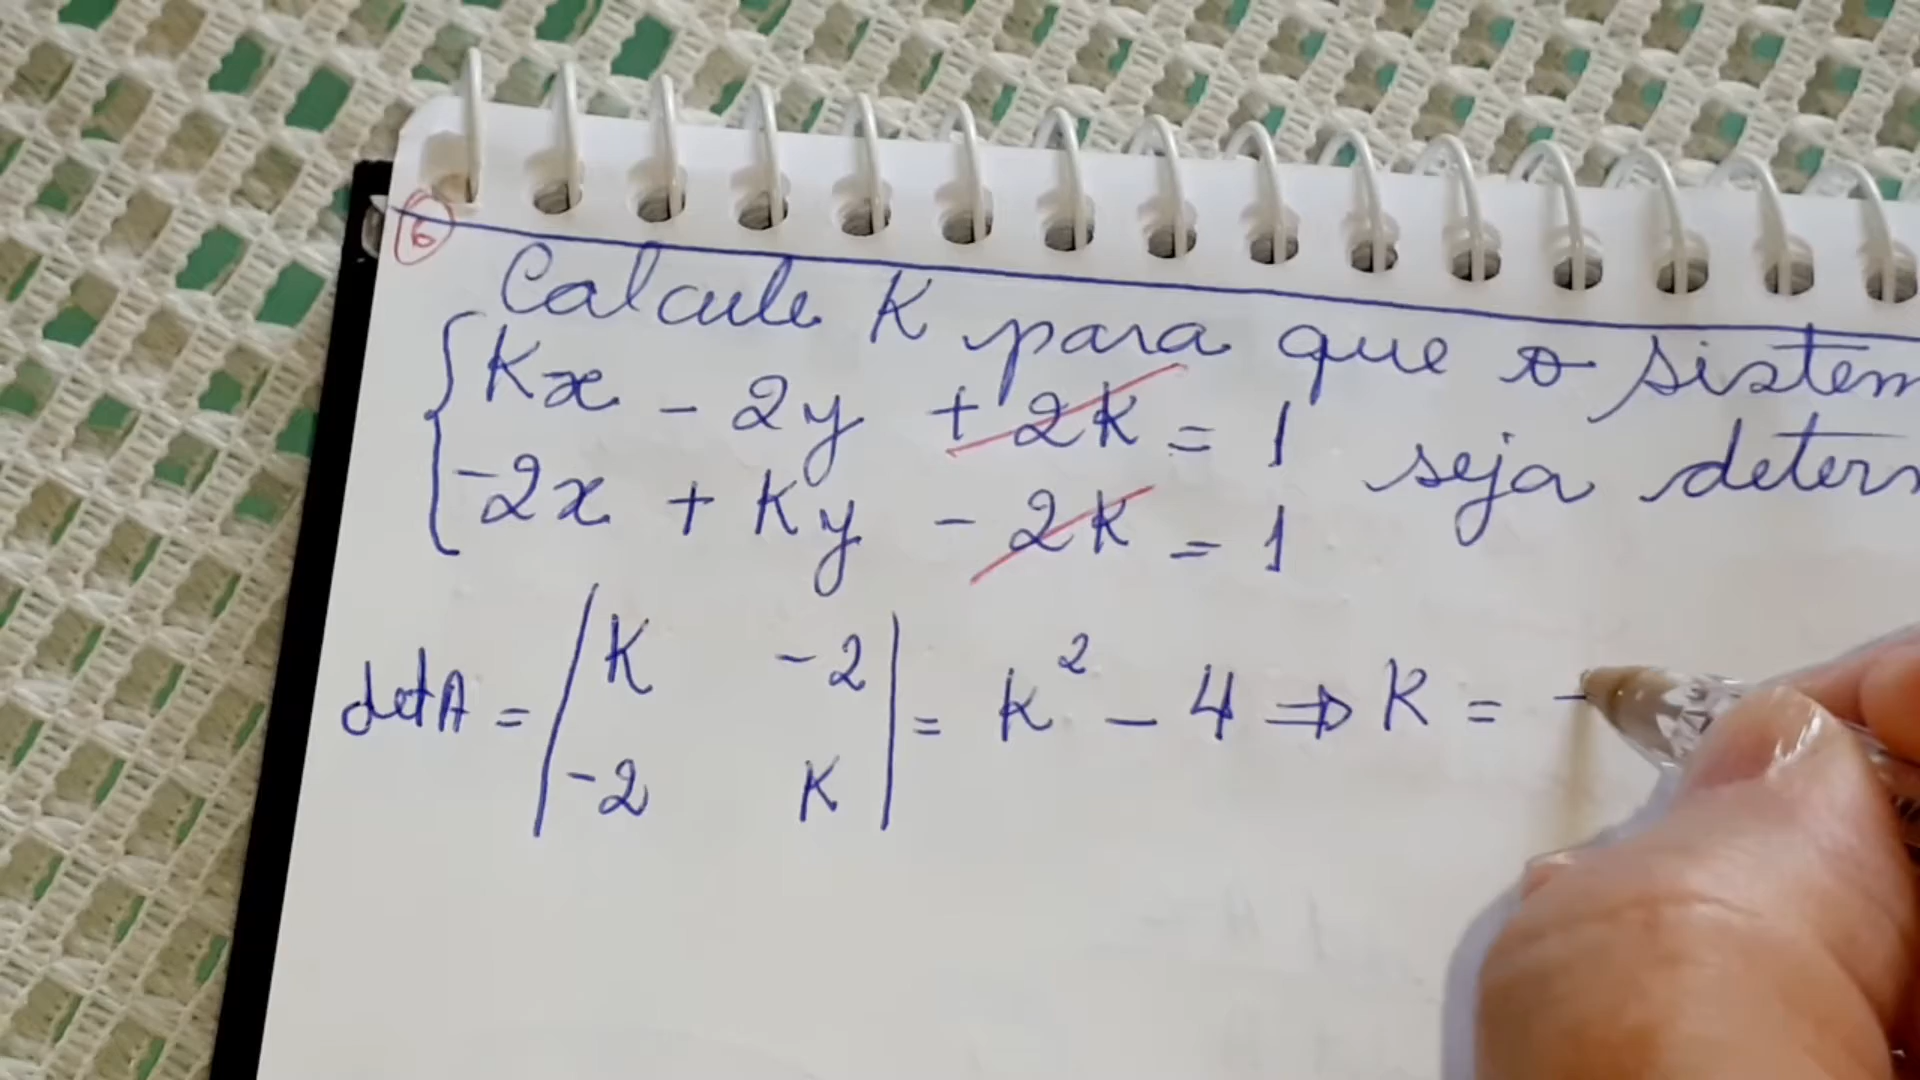 6
Calcule K para que o sistem
Kx - 2y + 2K = 1
-2x + Ky - 2K = 1 seja deter
detA = | K -2 | = K² - 4 ⇒ K = -
-2 K